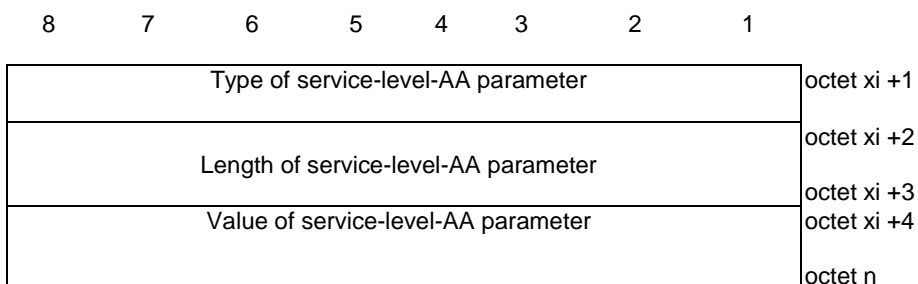 8 7 6 5 4 3 2 1
Type of service-level-AA parameter octet xi +1
octet xi +2
Length of service-level-AA parameter
octet xi +3
Value of service-level-AA parameter octet xi +4
octet n